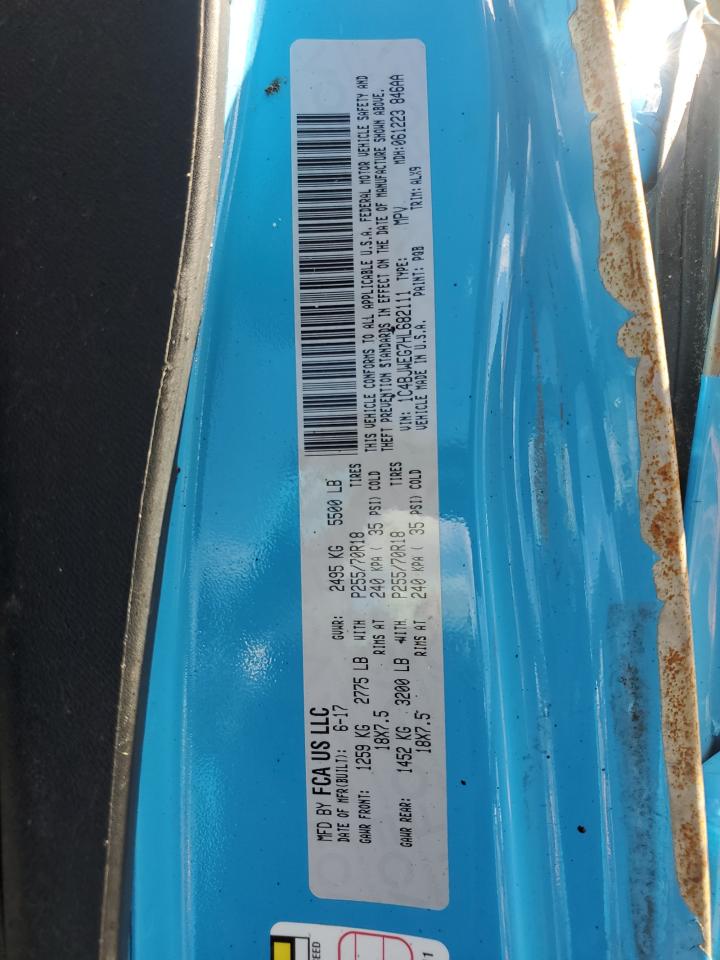 MFD BY FCA US LLC
DATE OF MFR(BUILT): 6-17 GVWR: 2495 KG 5500 LB
GAWR FRONT: 1259 KG 2775 LB WITH P255/70R18 TIRES
18X7.5 RIMS AT 240 KPA( 35 PSI) COLD
GAWR REAR: 1452 KG 3200 LB WITH P255/70R18 TIRES
18X7.5 RIMS AT 240 KPA( 35 PSI) COLD
THIS VEHICLE CONFORMS TO ALL APPLICABLE U.S.A. FEDERAL MOTOR VEHICLE SAFETY AND
THEFT PREVENTION STANDARDS IN EFFECT ON THE DATE OF MANUFACTURE SHOWN ABOVE.
VIN: 1C4BJWEG7HL682111 TYPE: MPV MDH:061223 846AA
VEHICLE MADE IN U.S.A. PAINT: PQB TRIM: ALX9
EED
1